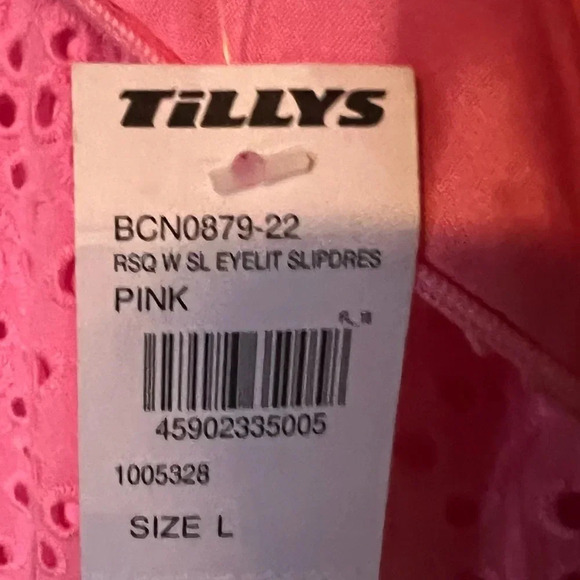 TiLLYS
BCN0879-22
RSQ W SL EYELIT SLIPDRES
PINK
45902335005
1005328
SIZE L